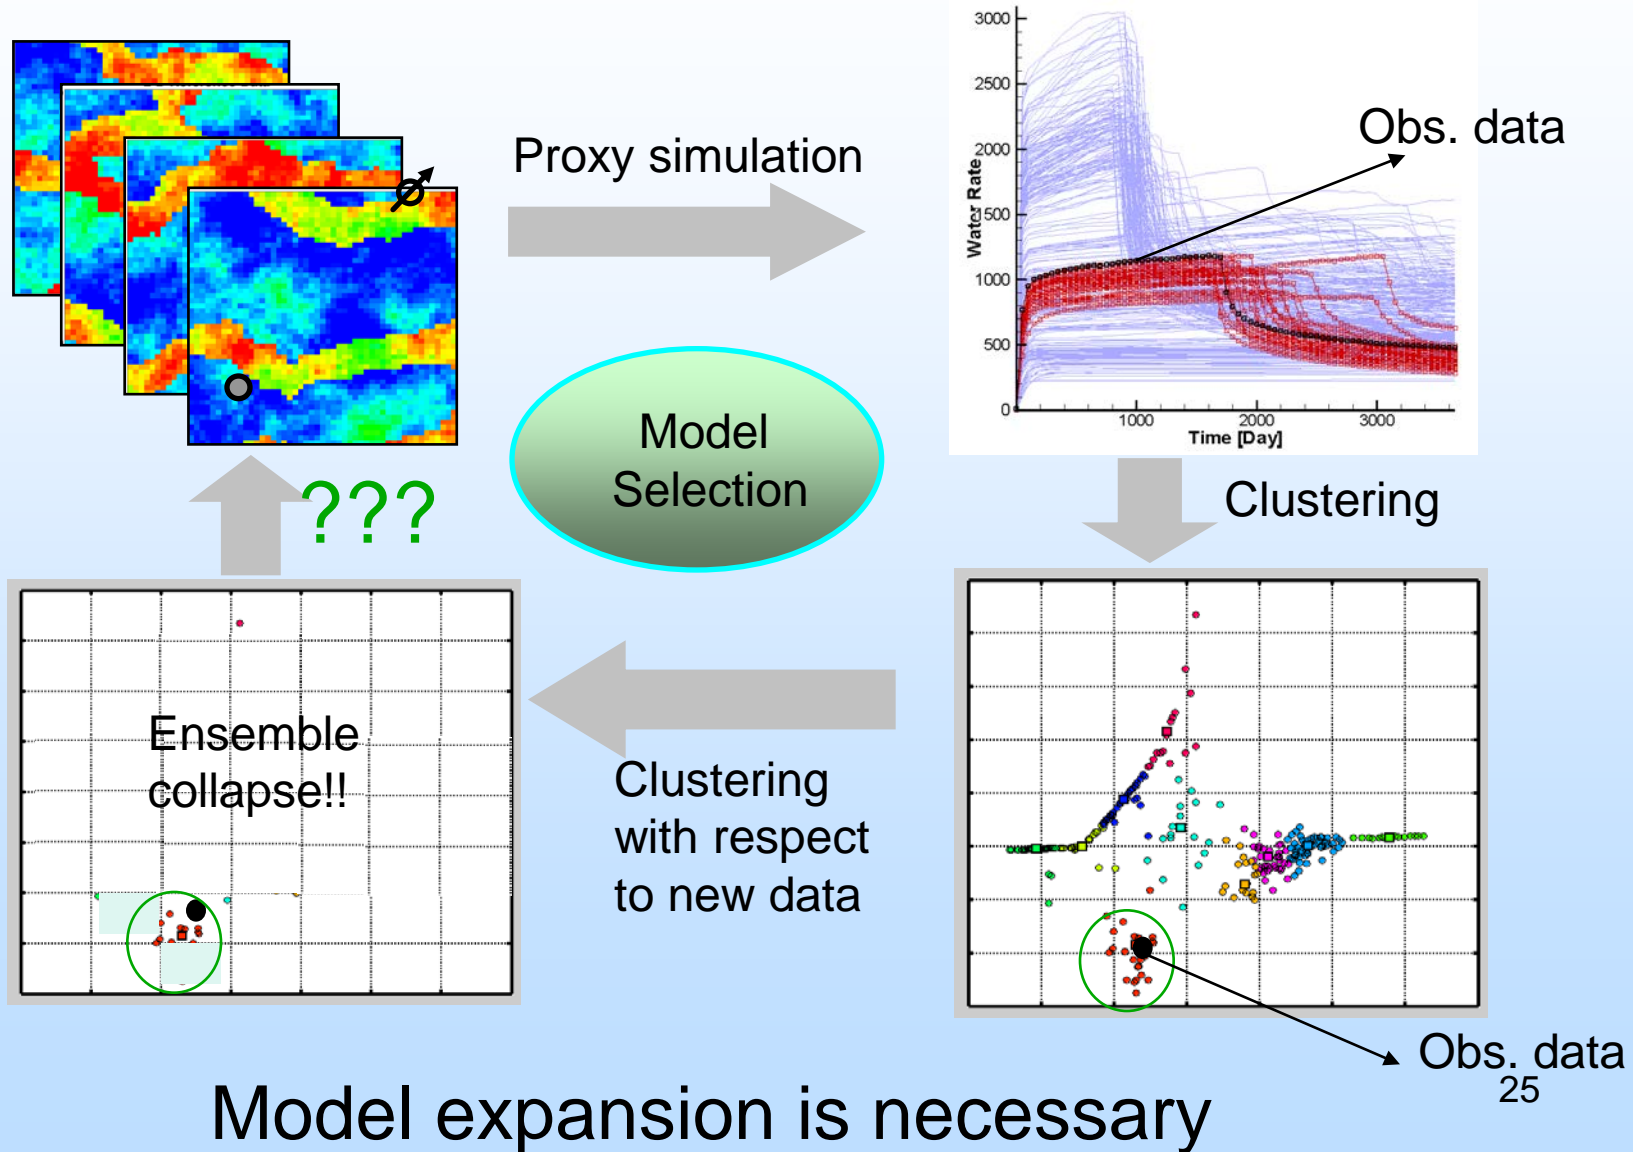 Proxy simulation
3000
2500
2000
1500
1000
500
0
Water Rate
1000
2000
3000
Time [Day]
Obs. data
Model
Selection
???
Clustering
Ensemble
collapse!!
Clustering
with respect
to new data
Obs. data
25
Model expansion is necessary